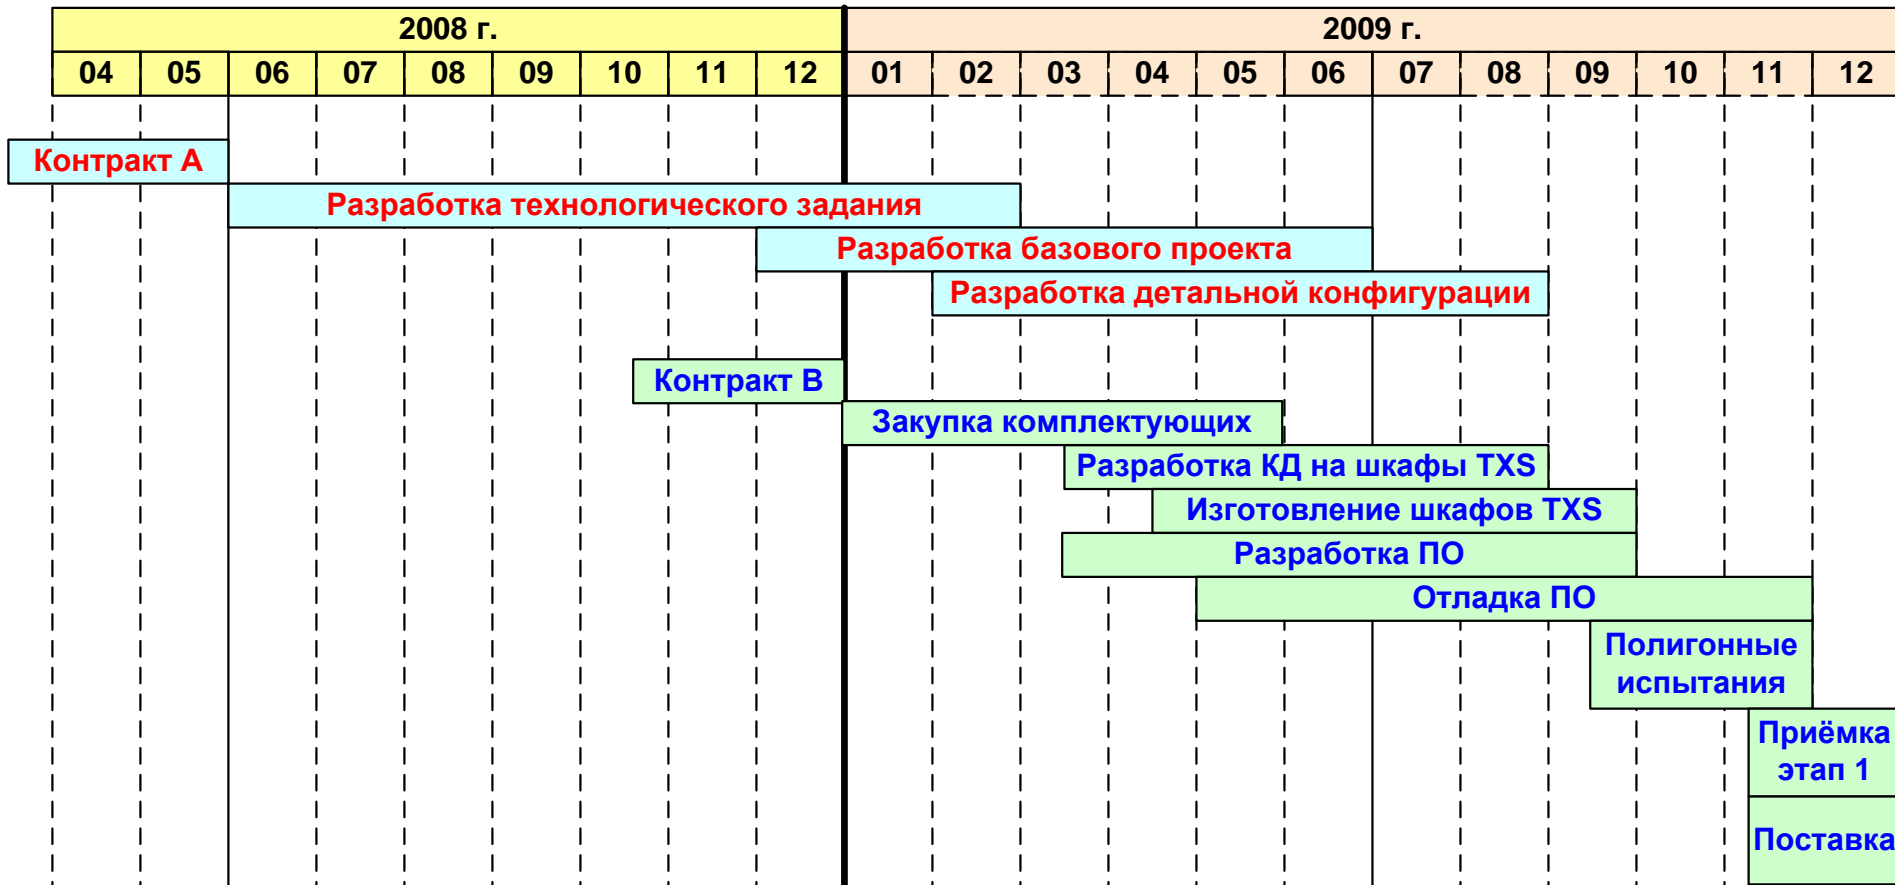 2008 г.
2009 г.
04 05 06 07 08 09 10 11 12 01 02 03 04 05 06 07 08 09 10 11 12
Контракт А
Разработка технологического задания
Разработка базового проекта
Разработка детальной конфигурации
Контракт В
Закупка комплектующих
Разработка КД на шкафы TXS
Изготовление шкафов TXS
Разработка ПО
Отладка ПО
Полигонные
испытания
Приёмка
этап 1
Поставка